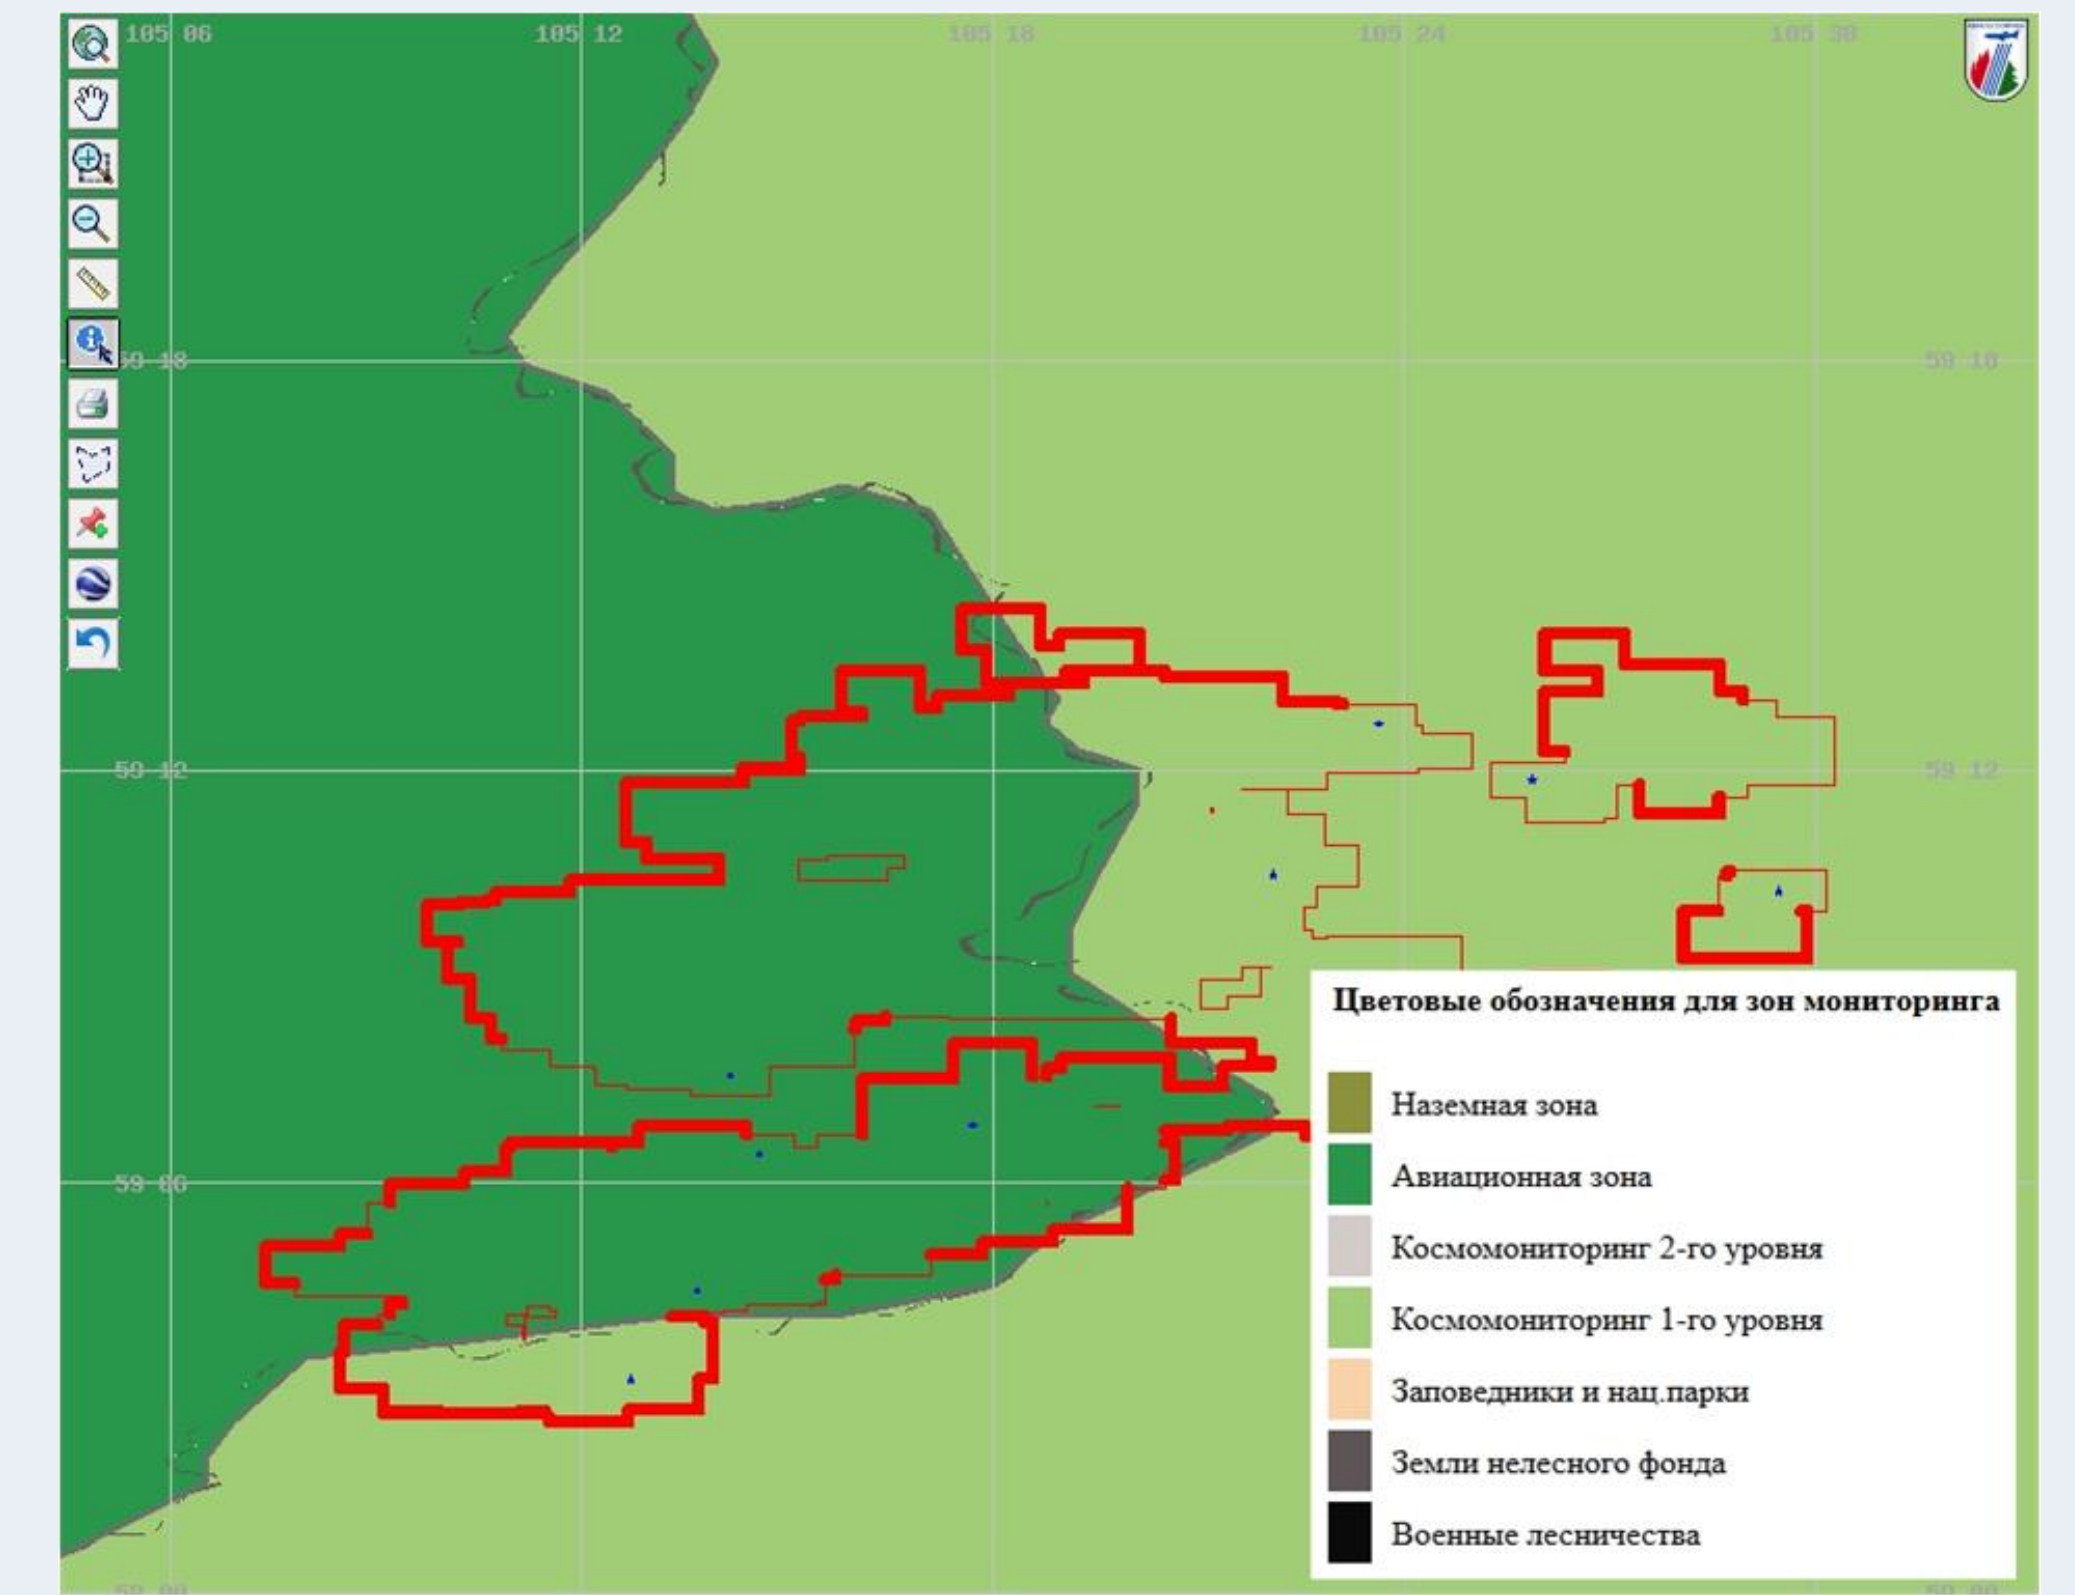 105 06
105 12
105 18
105 24
105 30
59 18
59 18
59 12
59 12
59 06
Цветовые обозначения для зон мониторинга
Наземная зона
Авиационная зона
Космомониторинг 2-го уровня
Космомониторинг 1-го уровня
Заповедники и нац.парки
Земли нелесного фонда
Военные лесничества